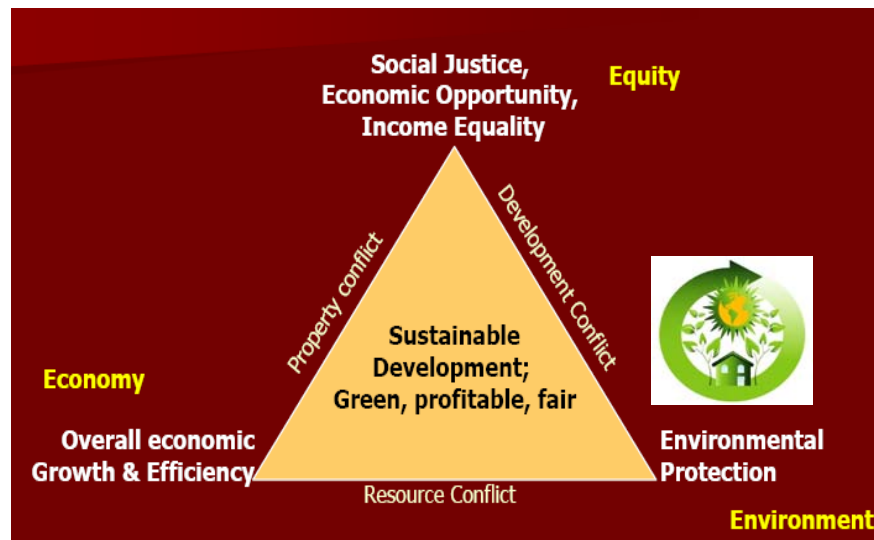 Social Justice,
Economic Opportunity,
Income Equality
Equity
Property conflict
Development Conflict
Sustainable
Development;
Green, profitable, fair
Economy
Overall economic
Growth & Efficiency
Environmental
Protection
Resource Conflict
Environment